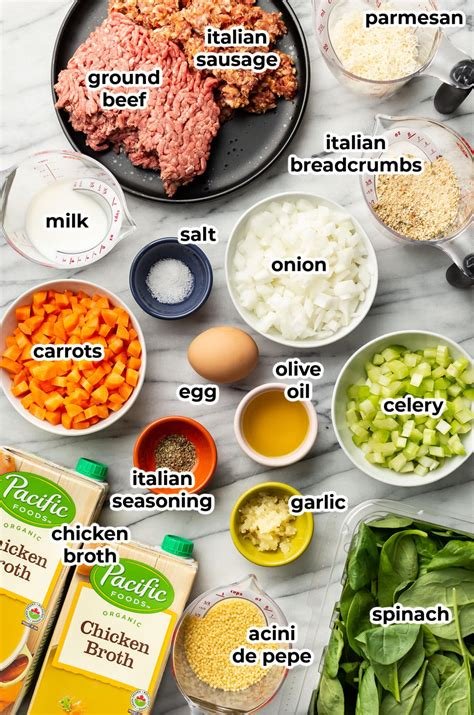 parmesan
italian
sausage
ground
beef
italian
breadcrumbs
milk
salt
onion
carrots
egg
olive
oil
celery
italian
seasoning
garlic
Pacific
FOODS
ORGANIC
Chicken
Broth
chicken
broth
Pacific
FOODS
ORGANIC
Chicken
Broth
acini
de pepe
spinach